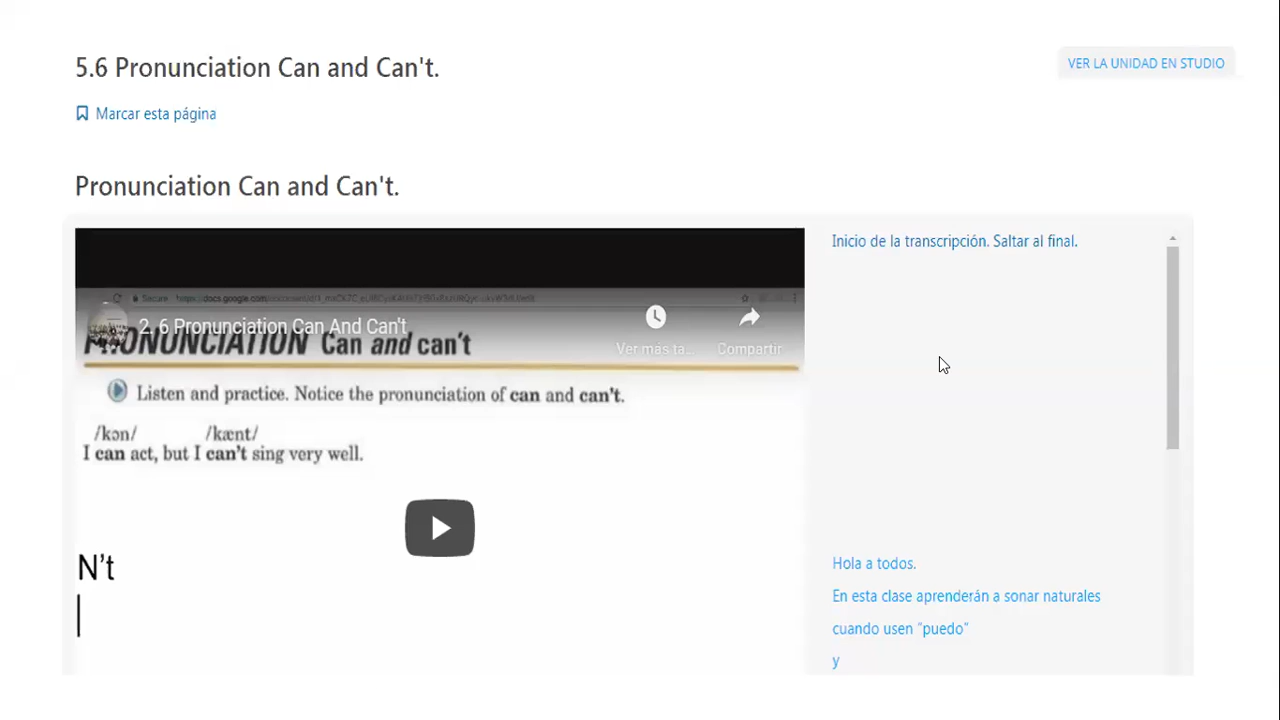 5.6 Pronunciation Can and Can't.
VER LA UNIDAD EN STUDIO
Marcar esta página
Pronunciation Can and Can't.
Inicio de la transcripción. Saltar al final.
Secure
2. 6 Pronunciation Can And Can't
Ver más ta...
Compartir
PRONUNCIATION Can and can't
Listen and practice. Notice the pronunciation of can and can't.
/kən/ /kænt/
I can act, but I can't sing very well.
N't
Hola a todos.
En esta clase aprenderán a sonar naturales
cuando usen “puedo”
y